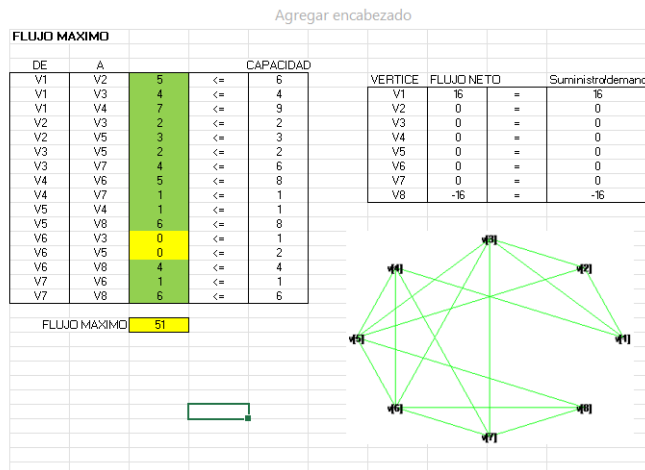 Agregar encabezado
FLUJO MAXIMO
DE A CAPACIDAD
V1 V2 5 <= 6
V1 V3 4 <= 4
V1 V4 7 <= 9
V2 V3 2 <= 2
V2 V5 3 <= 3
V3 V5 2 <= 2
V3 V7 4 <= 6
V4 V6 5 <= 8
V4 V7 1 <= 1
V5 V4 1 <= 1
V5 V8 6 <= 8
V6 V3 0 <= 1
V6 V5 0 <= 2
V6 V8 4 <= 4
V7 V6 1 <= 1
V7 V8 6 <= 6
FLUJO MAXIMO 51
VERTICE FLUJO NETO Suministro/demand
V1 16 = 16
V2 0 = 0
V3 0 = 0
V4 0 = 0
V5 0 = 0
V6 0 = 0
V7 0 = 0
V8 -16 = -16
v[3]
v[4] v[2]
v[5] v[1]
v[6] v[8]
v[7]